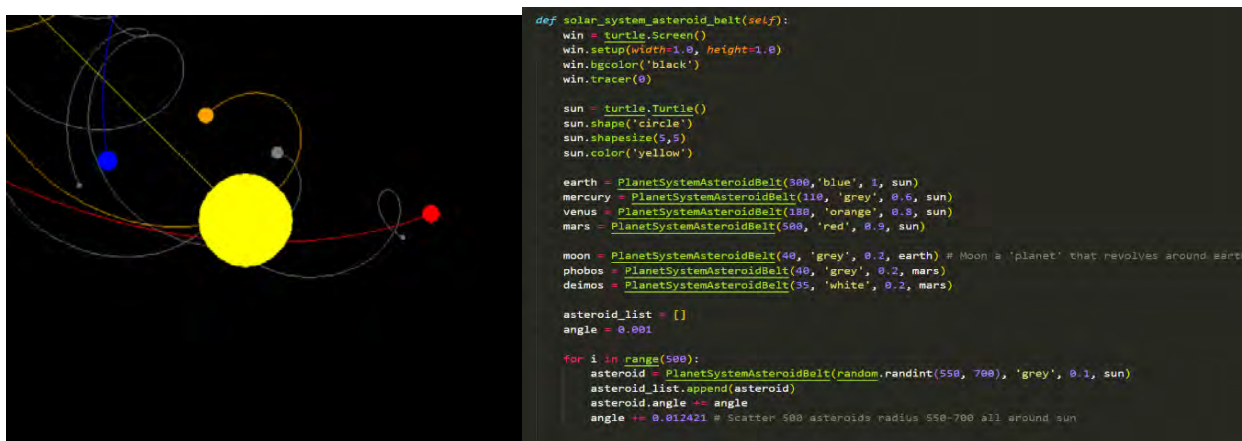 def solar_system_asteroid_belt(self):
    win = turtle.Screen()
    win.setup(width=1.0, height=1.0)
    win.bgcolor('black')
    win.tracer(0)

    sun = turtle.Turtle()
    sun.shape('circle')
    sun.shapesize(5,5)
    sun.color('yellow')

    earth = PlanetSystemAsteroidBelt(300,'blue', 1, sun)
    mercury = PlanetSystemAsteroidBelt(110, 'grey', 0.6, sun)
    venus = PlanetSystemAsteroidBelt(180, 'orange', 0.8, sun)
    mars = PlanetSystemAsteroidBelt(500, 'red', 0.9, sun)

    moon = PlanetSystemAsteroidBelt(40, 'grey', 0.2, earth) # Moon a 'planet' that revolves around eart
    phobos = PlanetSystemAsteroidBelt(40, 'grey', 0.2, mars)
    deimos = PlanetSystemAsteroidBelt(35, 'white', 0.2, mars)

    asteroid_list = []
    angle = 0.001

    for i in range(500):
        asteroid = PlanetSystemAsteroidBelt(random.randint(550, 700), 'grey', 0.1, sun)
        asteroid_list.append(asteroid)
        asteroid.angle += angle
        angle += 0.012421 # Scatter 500 asteroids radius 550-700 all around sun